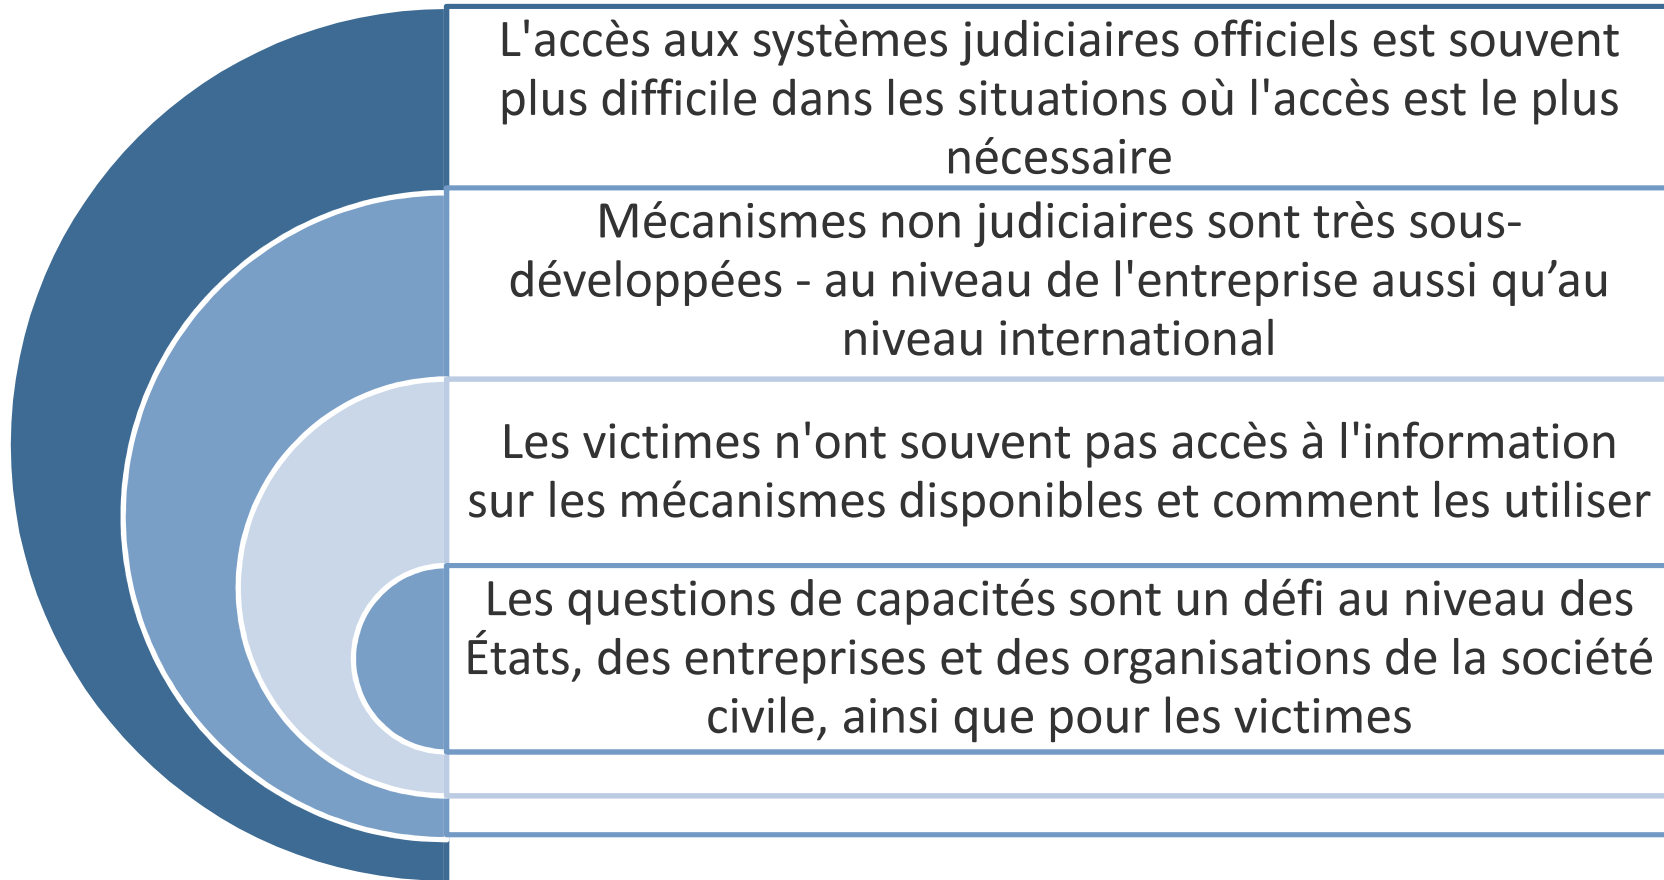 L'accès aux systèmes judiciaires officiels est souvent
plus difficile dans les situations où l'accès est le plus
nécessaire
Mécanismes non judiciaires sont très sous-
développées - au niveau de l'entreprise aussi qu’au
niveau international
Les victimes n'ont souvent pas accès à l'information
sur les mécanismes disponibles et comment les utiliser
Les questions de capacités sont un défi au niveau des
États, des entreprises et des organisations de la société
civile, ainsi que pour les victimes